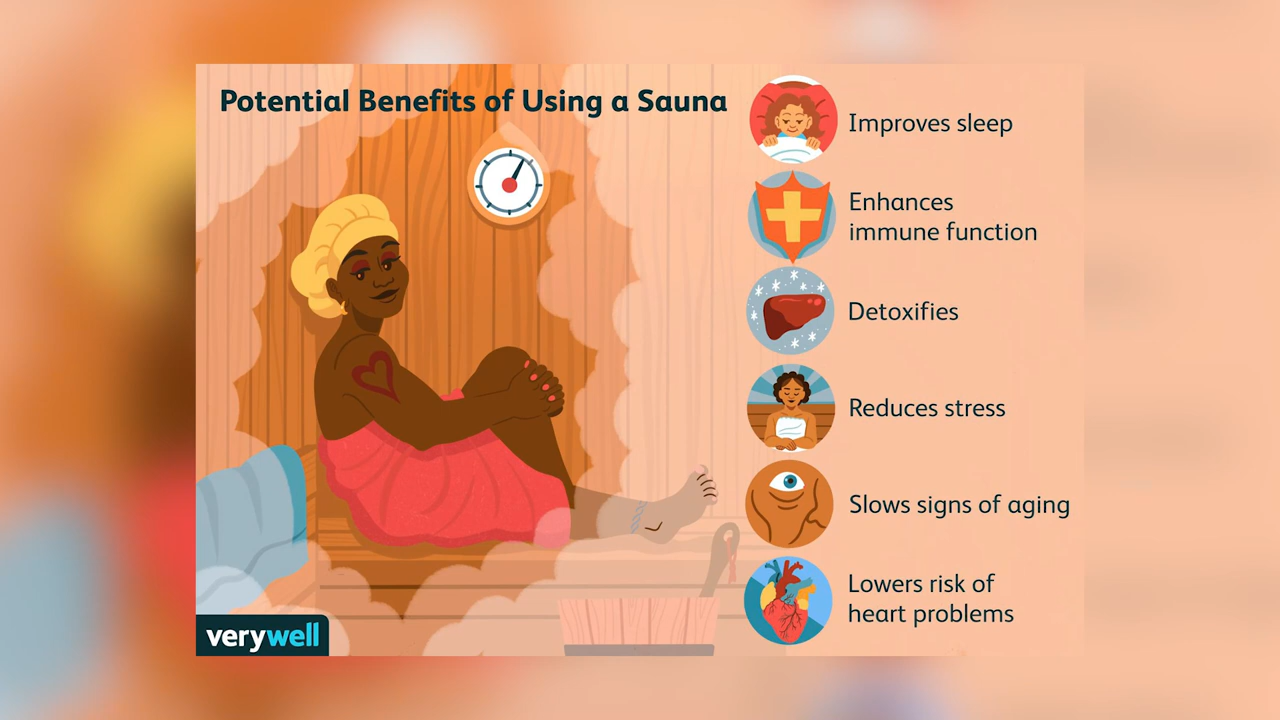 Potential Benefits of Using a Sauna
Improves sleep
Enhances
immune function
Detoxifies
Reduces stress
Slows signs of aging
Lowers risk of
heart problems
verywell